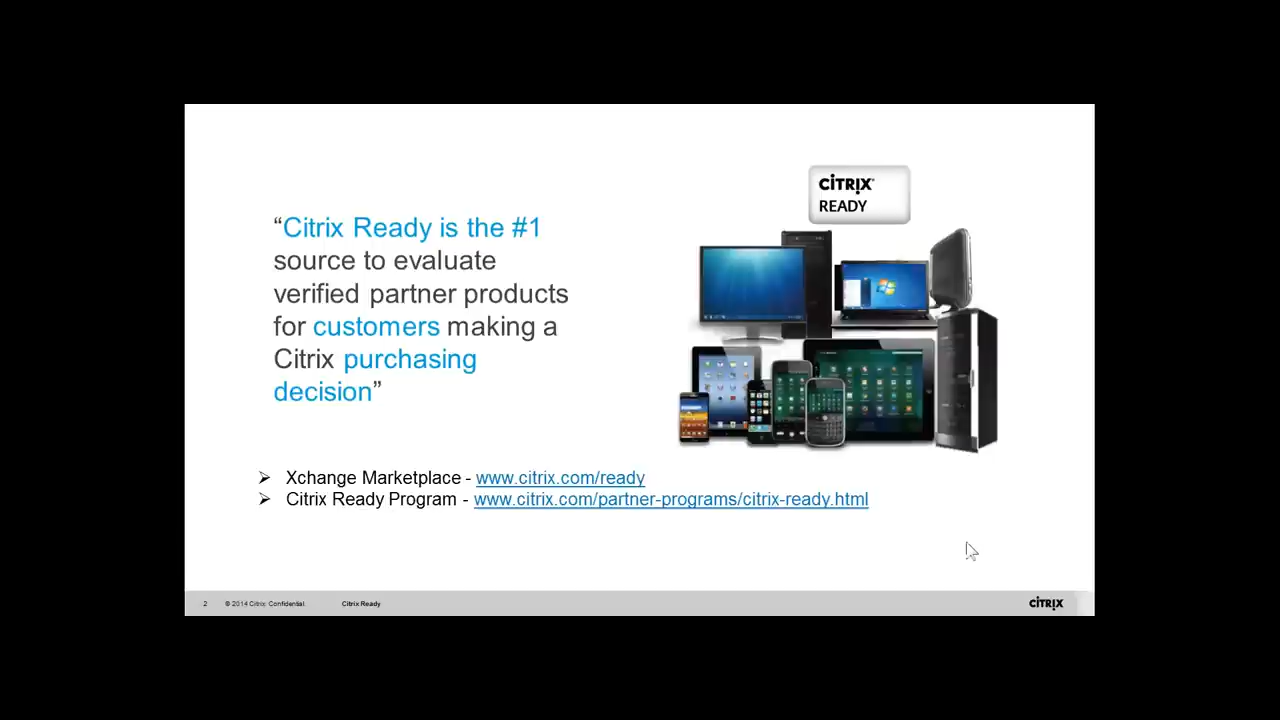 CITRIX®
READY
“Citrix Ready is the #1
source to evaluate
verified partner products
for customers making a
Citrix purchasing
decision”
➢ Xchange Marketplace - www.citrix.com/ready
➢ Citrix Ready Program - www.citrix.com/partner-programs/citrix-ready.html
2 © 2014 Citrix Confidential. Citrix Ready CITRIX